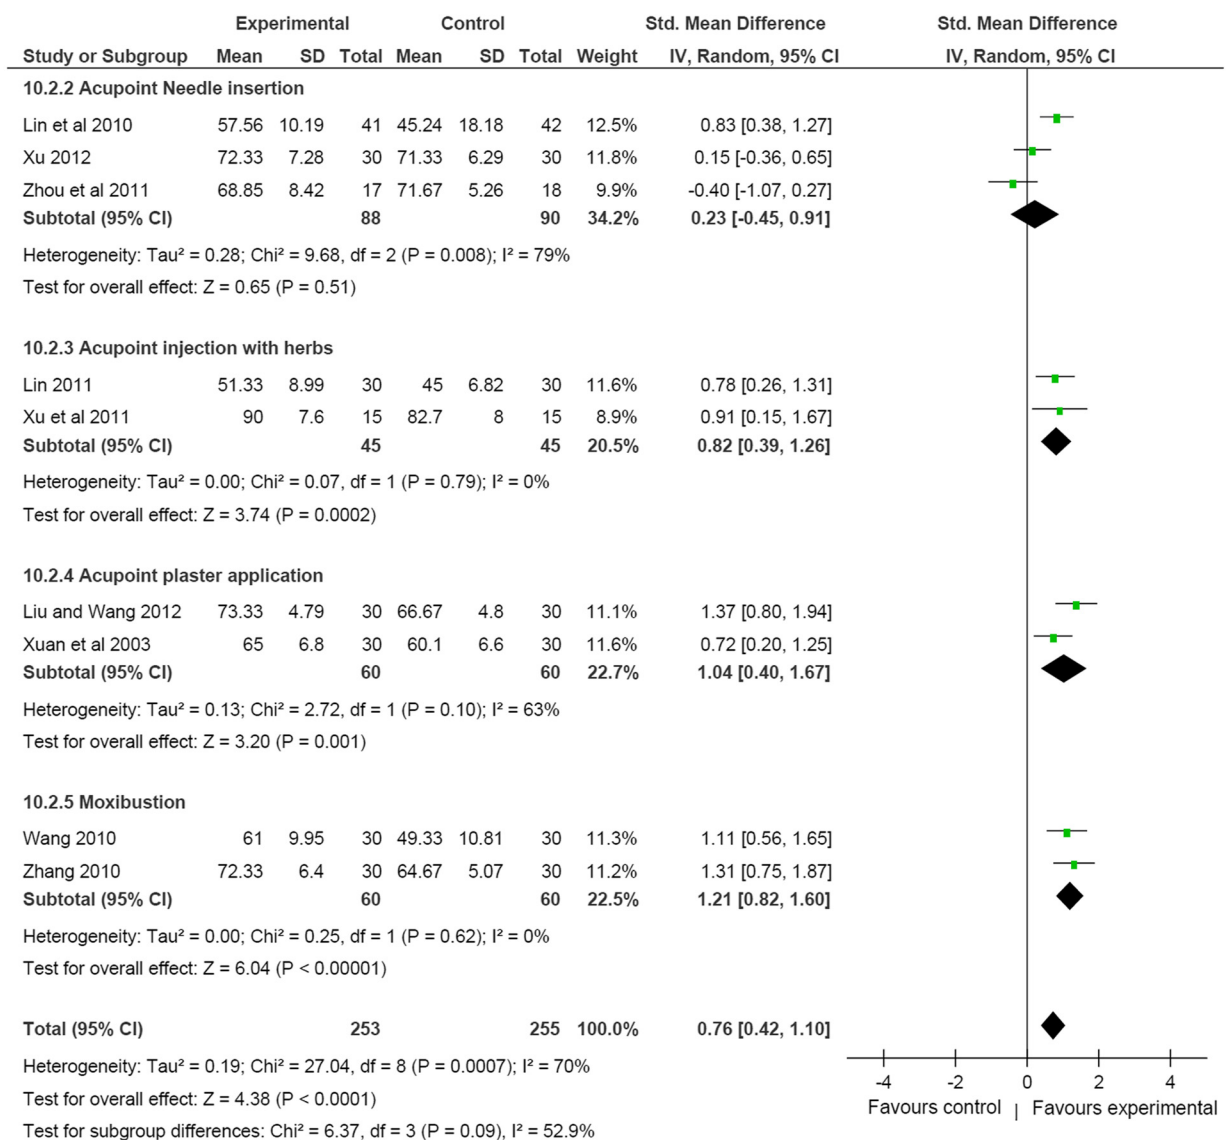 Experimental Control Std. Mean Difference Std. Mean Difference
Study or Subgroup Mean SD Total Mean SD Total Weight IV, Random, 95% CI IV, Random, 95% CI
10.2.2 Acupoint Needle insertion
Lin et al 2010 57.56 10.19 41 45.24 18.18 42 12.5% 0.83 [0.38, 1.27]
Xu 2012 72.33 7.28 30 71.33 6.29 30 11.8% 0.15 [-0.36, 0.65]
Zhou et al 2011 68.85 8.42 17 71.67 5.26 18 9.9% -0.40 [-1.07, 0.27]
Subtotal (95% CI) 88 90 34.2% 0.23 [-0.45, 0.91]
Heterogeneity: Tau² = 0.28; Chi² = 9.68, df = 2 (P = 0.008); I² = 79%
Test for overall effect: Z = 0.65 (P = 0.51)
10.2.3 Acupoint injection with herbs
Lin 2011 51.33 8.99 30 45 6.82 30 11.6% 0.78 [0.26, 1.31]
Xu et al 2011 90 7.6 15 82.7 8 15 8.9% 0.91 [0.15, 1.67]
Subtotal (95% CI) 45 45 20.5% 0.82 [0.39, 1.26]
Heterogeneity: Tau² = 0.00; Chi² = 0.07, df = 1 (P = 0.79); I² = 0%
Test for overall effect: Z = 3.74 (P = 0.0002)
10.2.4 Acupoint plaster application
Liu and Wang 2012 73.33 4.79 30 66.67 4.8 30 11.1% 1.37 [0.80, 1.94]
Xuan et al 2003 65 6.8 30 60.1 6.6 30 11.6% 0.72 [0.20, 1.25]
Subtotal (95% CI) 60 60 22.7% 1.04 [0.40, 1.67]
Heterogeneity: Tau² = 0.13; Chi² = 2.72, df = 1 (P = 0.10); I² = 63%
Test for overall effect: Z = 3.20 (P = 0.001)
10.2.5 Moxibustion
Wang 2010 61 9.95 30 49.33 10.81 30 11.3% 1.11 [0.56, 1.65]
Zhang 2010 72.33 6.4 30 64.67 5.07 30 11.2% 1.31 [0.75, 1.87]
Subtotal (95% CI) 60 60 22.5% 1.21 [0.82, 1.60]
Heterogeneity: Tau² = 0.00; Chi² = 0.25, df = 1 (P = 0.62); I² = 0%
Test for overall effect: Z = 6.04 (P < 0.00001)
Total (95% CI) 253 255 100.0% 0.76 [0.42, 1.10]
Heterogeneity: Tau² = 0.19; Chi² = 27.04, df = 8 (P = 0.0007); I² = 70%
-4 -2 0 2 4
Test for overall effect: Z = 4.38 (P < 0.0001)
Favours control Favours experimental
Test for subgroup differences: Chi² = 6.37, df = 3 (P = 0.09), I² = 52.9%